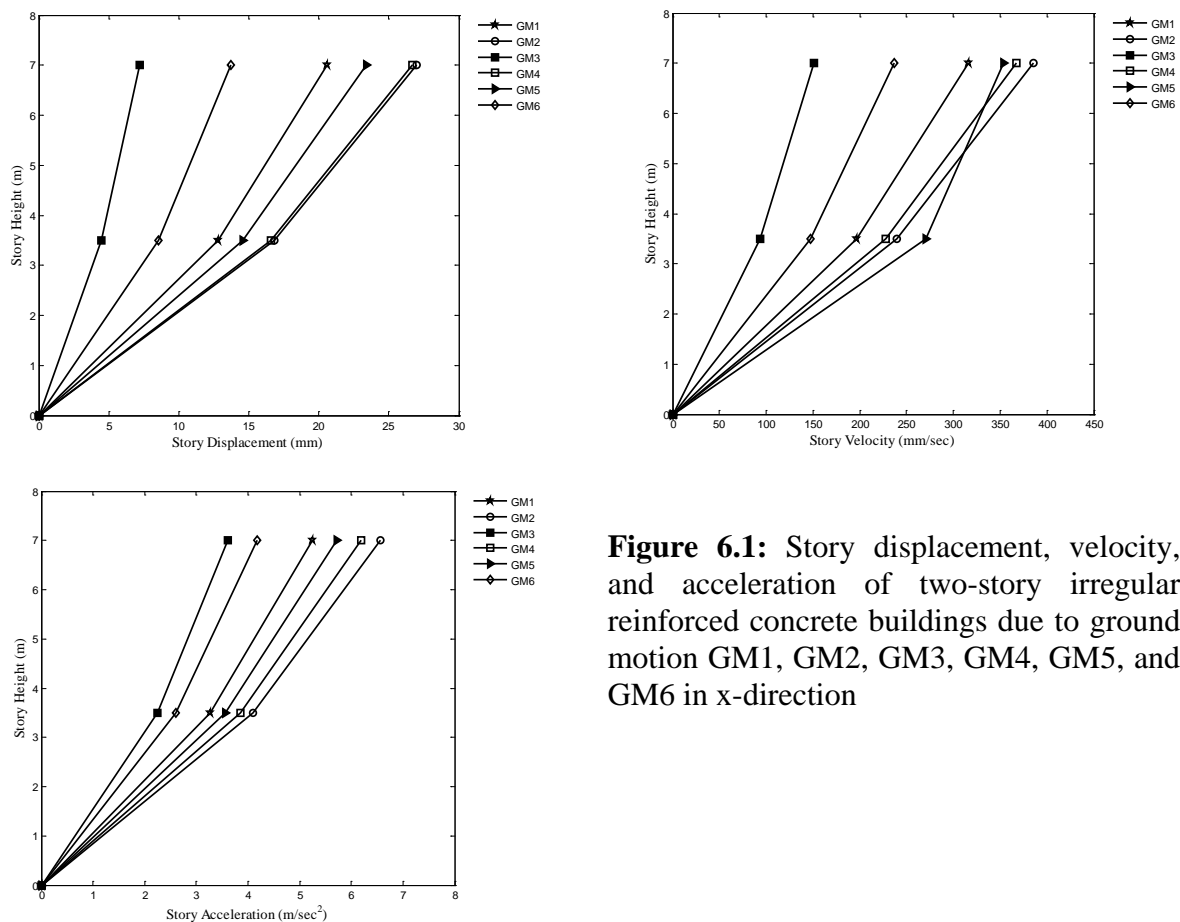 8
7
6
5
4
3
2
1
0
Story Height (m)
0 5 10 15 20 25 30
Story Displacement (mm)
GM1
GM2
GM3
GM4
GM5
GM6
8
7
6
5
4
3
2
1
0
Story Height (m)
0 50 100 150 200 250 300 350 400 450
Story Velocity (mm/sec)
GM1
GM2
GM3
GM4
GM5
GM6
8
7
6
5
4
3
2
1
0
Story Height (m)
0 1 2 3 4 5 6 7 8
Story Acceleration (m/sec²)
GM1
GM2
GM3
GM4
GM5
GM6
Figure 6.1: Story displacement, velocity,
and acceleration of two-story irregular
reinforced concrete buildings due to ground
motion GM1, GM2, GM3, GM4, GM5, and
GM6 in x-direction